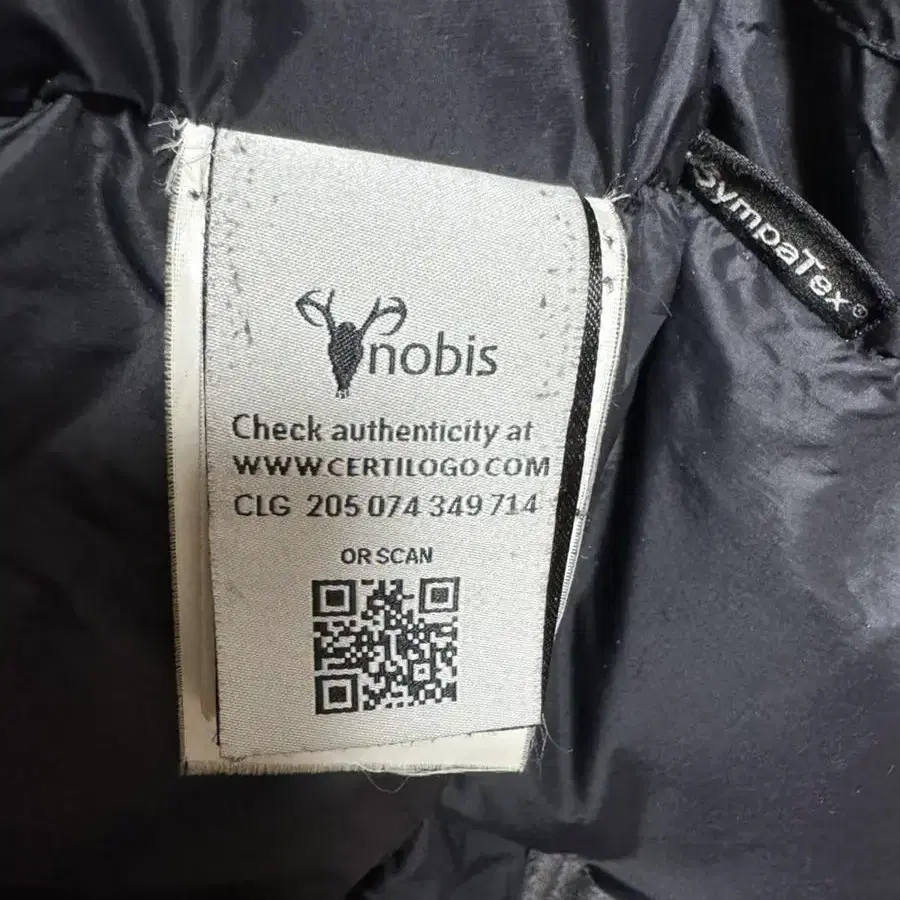 nobis
Check authenticity at
WWW.CERTILOGO.COM
CLG 205 074 349 714
OR SCAN
SympaTex®